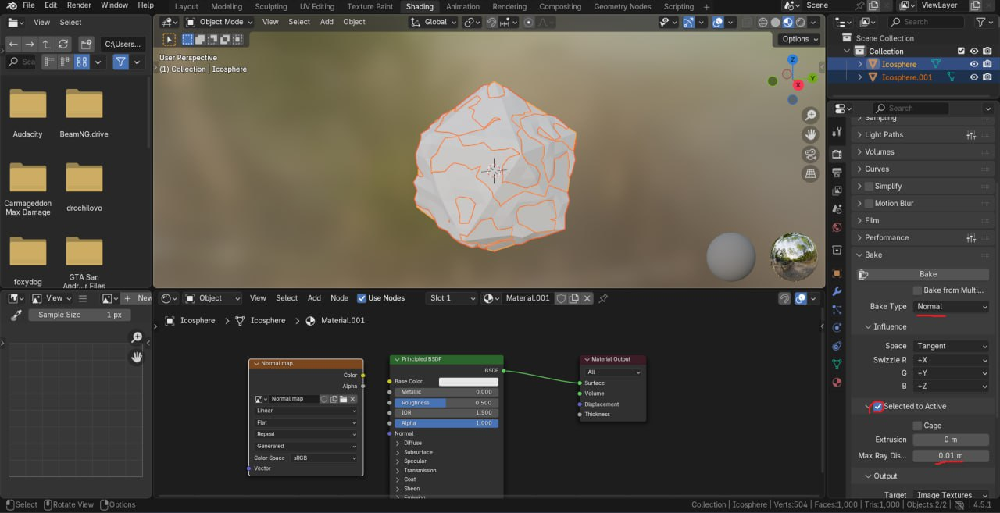 File Edit Render Window Help Layout Modeling Sculpting UV Editing Texture Paint Shading Animation Rendering Compositing Geometry Nodes Scripting + Scene ViewLayer
View Select Object Mode View Select Add Object Global Search
C:\Users... Options
Sea
User Perspective
(1) Collection | Icosphere
Z
Y
X
Scene Collection
Collection
Icosphere
Icosphere.001
Audacity BeamNG.drive
Carmageddon Max Damage drochilovo
foxydog GTA San Andr...r Files
Search
Sampling
Light Paths
Volumes
Curves
Simplify
Motion Blur
Film
Performance
Bake
Bake
Bake from Multi...
Bake Type Normal
Influence
Space Tangent
Swizzle R +X
G +Y
B +Z
Selected to Active
Cage
Extrusion 0 m
Max Ray Dis... 0.01 m
Output
Target Image Textures
View + New
Sample Size 1 px
Object View Select Add Node Use Nodes Slot 1 Material.001
Icosphere > Icosphere > Material.001
Normal map
Color
Alpha
Normal map
Linear
Flat
Repeat
Generated
Color Space sRGB
Vector
Principled BSDF
BSDF
Base Color
Metallic 0.000
Roughness 0.500
IOR 1.500
Alpha 1.000
Normal
Diffuse
Subsurface
Specular
Transmission
Coat
Sheen
Emission
Material Output
All
Surface
Volume
Displacement
Thickness
Select Rotate View Options Collection | Icosphere | Verts:504 | Faces:1,000 | Tris:1,000 | Objects:2/2 | 4.5.1